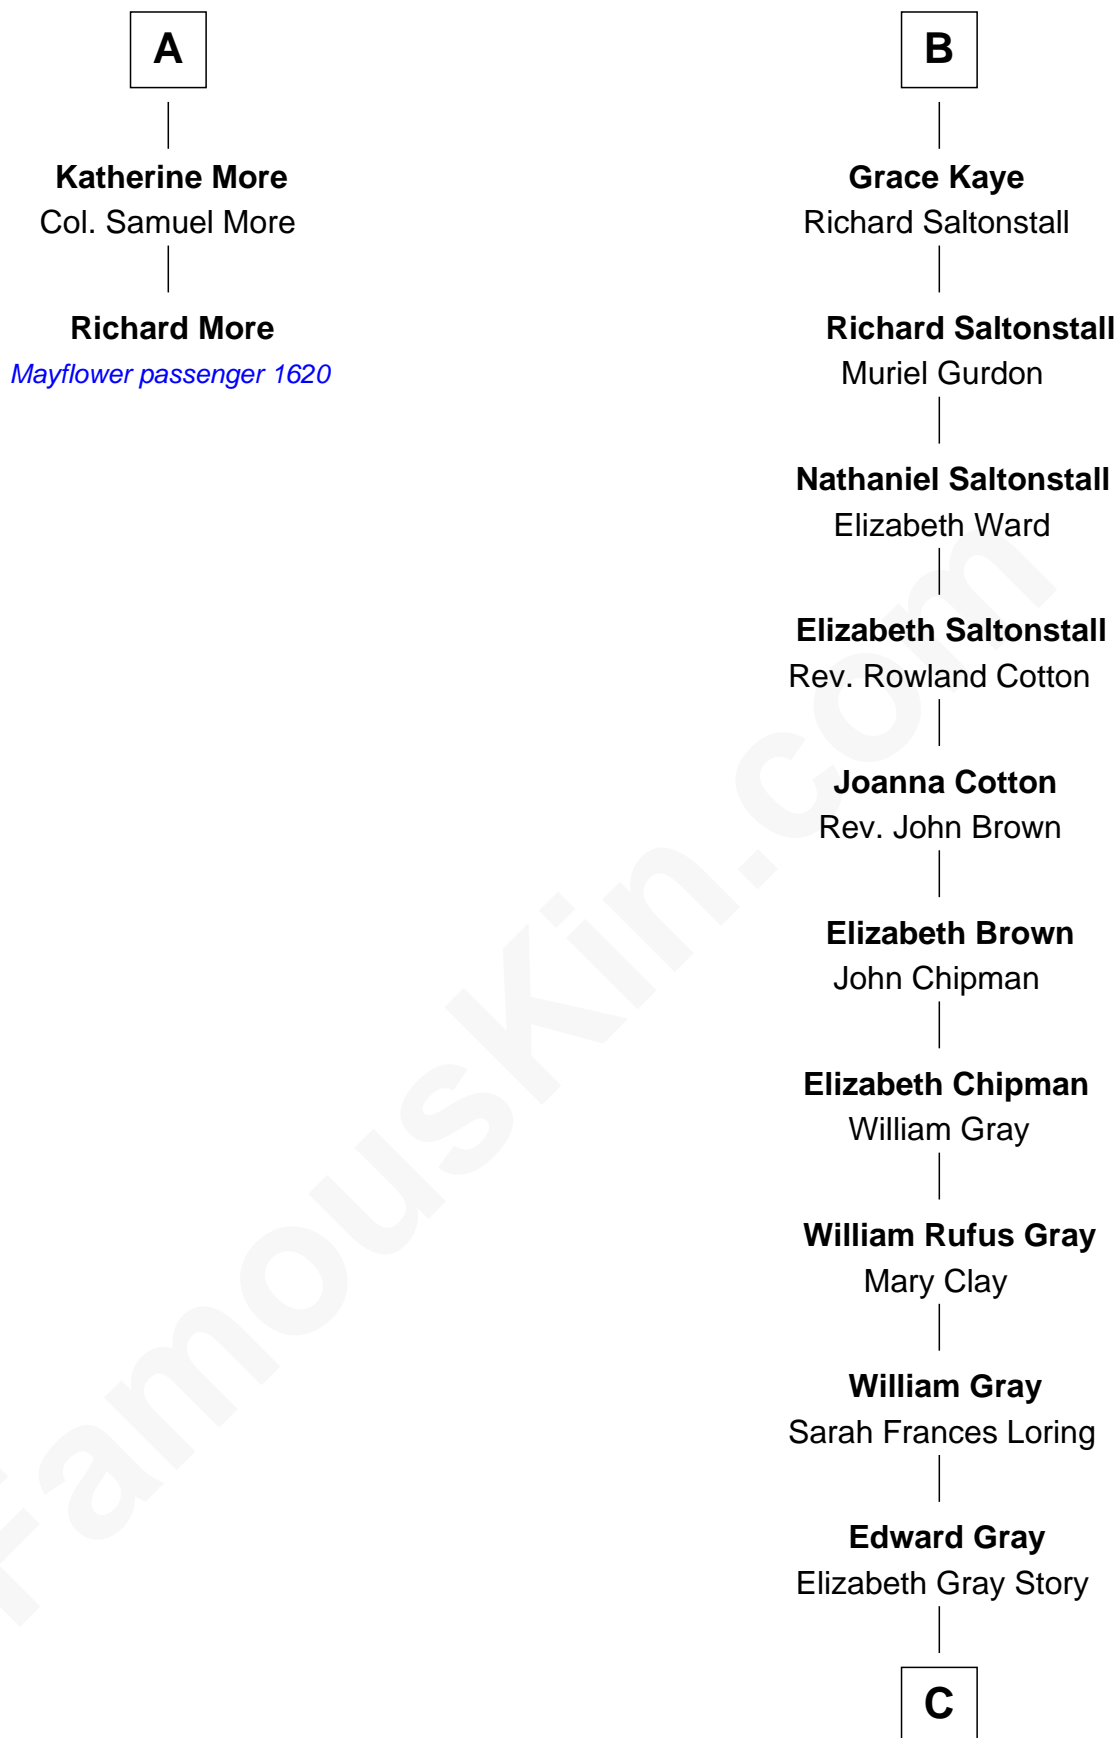 A
Katherine More
Col. Samuel More
Richard More
Mayflower passenger 1620
B
Grace Kaye
Richard Saltonstall
Richard Saltonstall
Muriel Gurdon
Nathaniel Saltonstall
Elizabeth Ward
Elizabeth Saltonstall
Rev. Rowland Cotton
Joanna Cotton
Rev. John Brown
Elizabeth Brown
John Chipman
Elizabeth Chipman
William Gray
William Rufus Gray
Mary Clay
William Gray
Sarah Frances Loring
Edward Gray
Elizabeth Gray Story
C
FamousKin.com